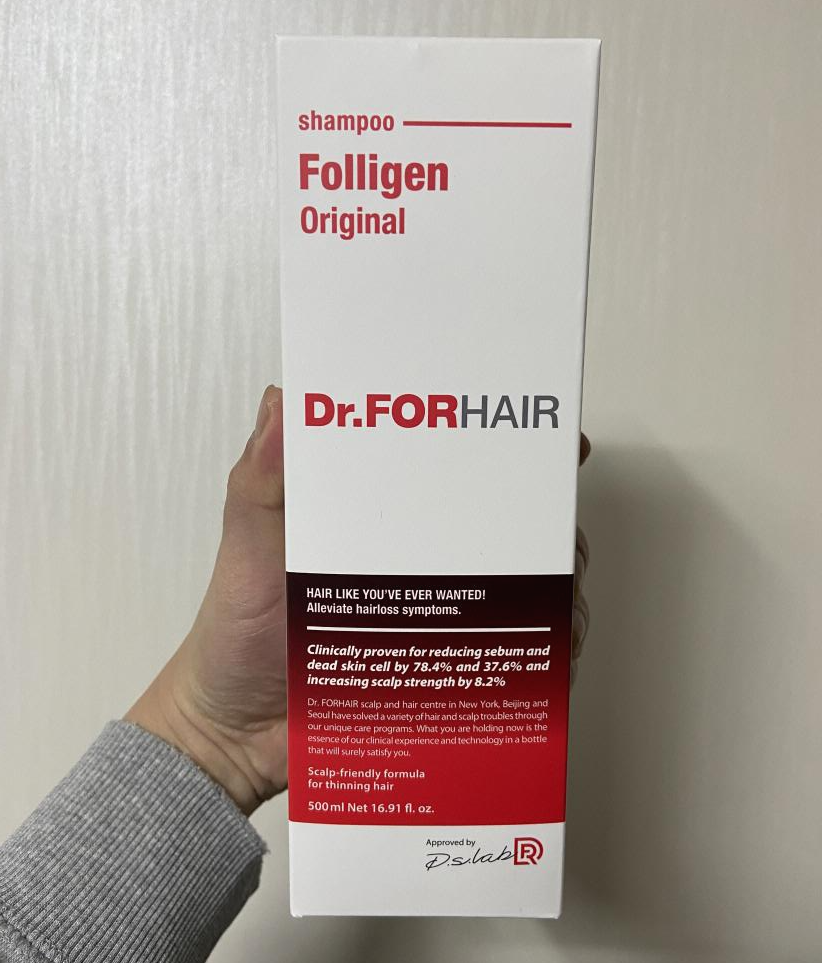 shampoo
Folligen
Original
Dr.FORHAIR
HAIR LIKE YOU'VE EVER WANTED!
Alleviate hairloss symptoms.
Clinically proven for reducing sebum and
dead skin cell by 78.4% and 37.6% and
increasing scalp strength by 8.2%
Dr. FORHAIR scalp and hair centre in New York, Beijing and
Seoul have solved a variety of hair and scalp troubles through
our unique care programs. What you are holding now is the
essence of our clinical experience and technology in a bottle
that will surely satisfy you.
Scalp-friendly formula
for thinning hair
500ml Net 16.91 fl. oz.
Approved by
D.s.lab